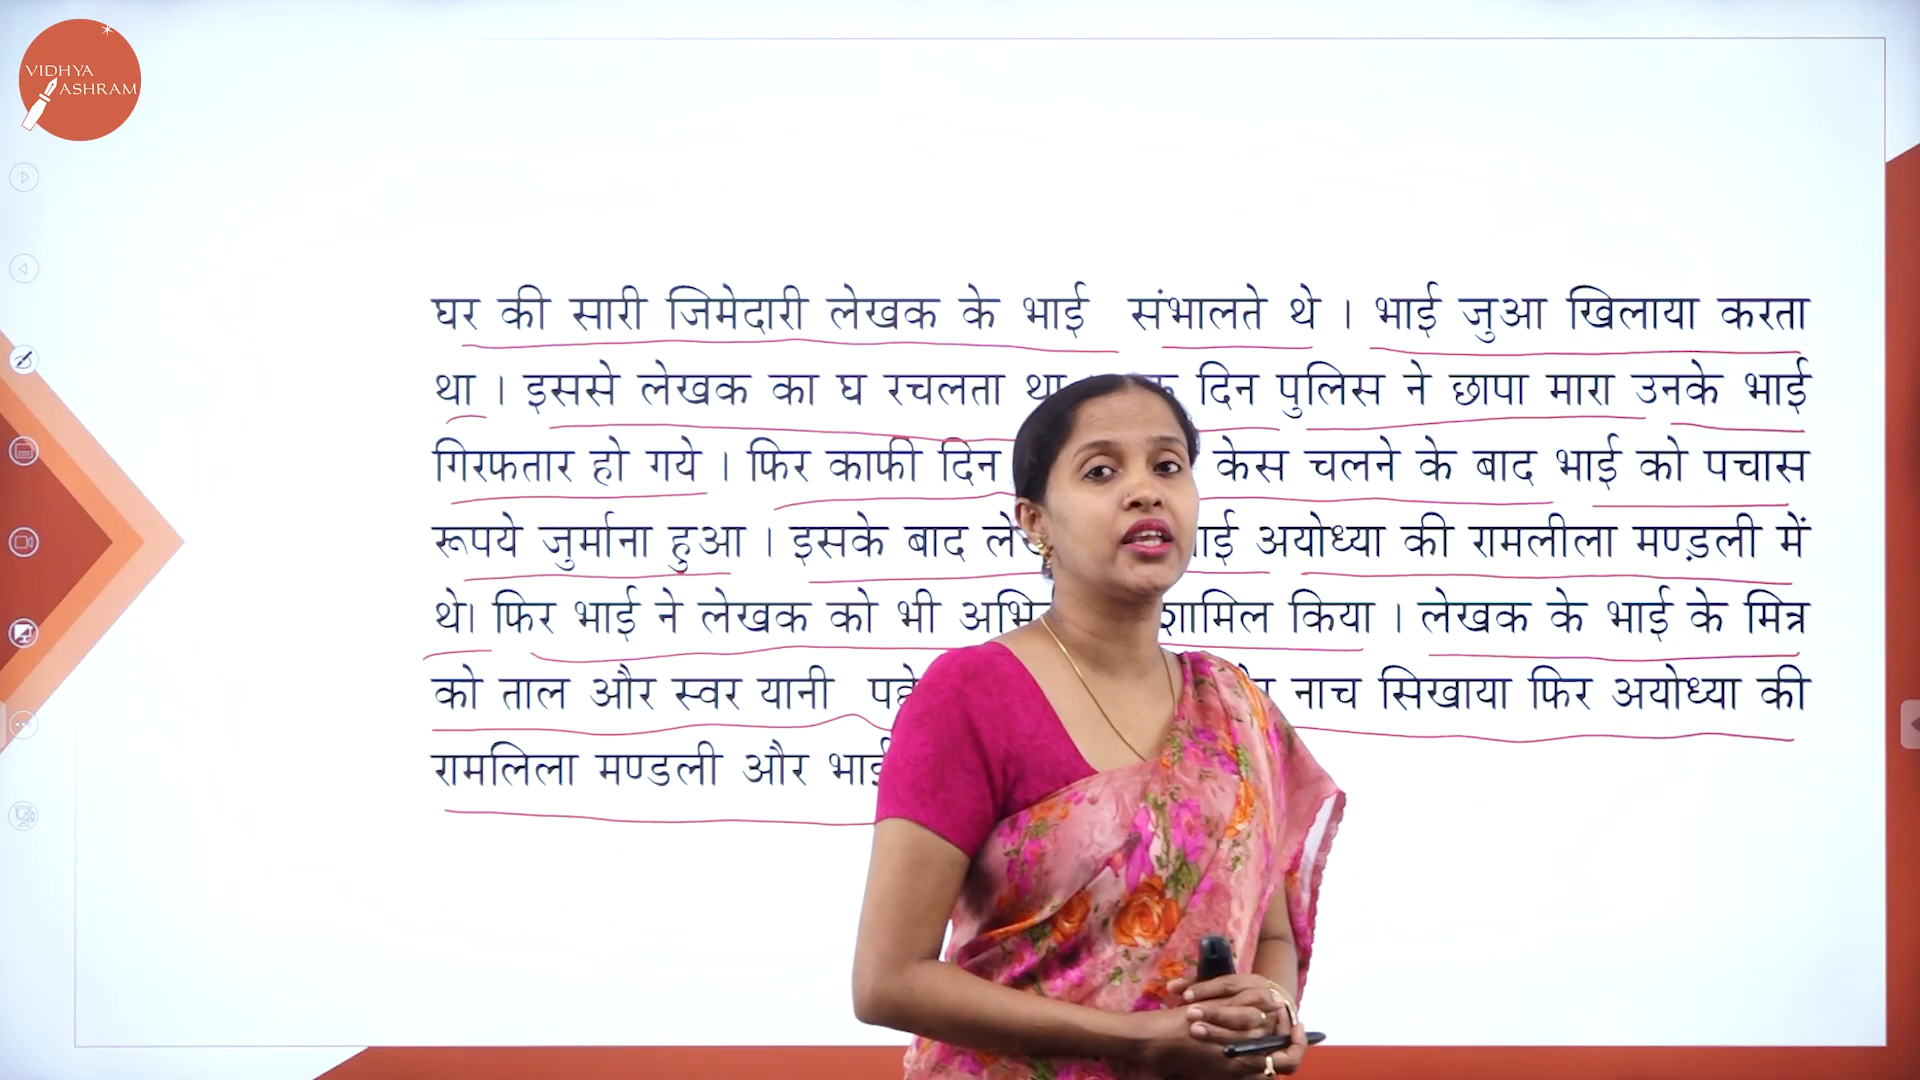 VIDHYA
ASHRAM
घर की सारी जिमेदारी लेखक के भाई संभालते थे । भाई जुआ खिलाया करता
था । इससे लेखक का घ रचलता दिन पुलिस ने छापा मारा उनके भाई
गिरफतार हो गये । फिर काफी दिन केस चलने के बाद भाई को पचास
रूपये जुर्माना हुआ । इसके बाद अयोध्या की रामलीला मण्ड़ली में
थे। फिर भाई ने लेखक को भी शामिल किया । लेखक के भाई के मित्र
को ताल और स्वर यानी नाच सिखाया फिर अयोध्या की
रामलिला मण्डली और